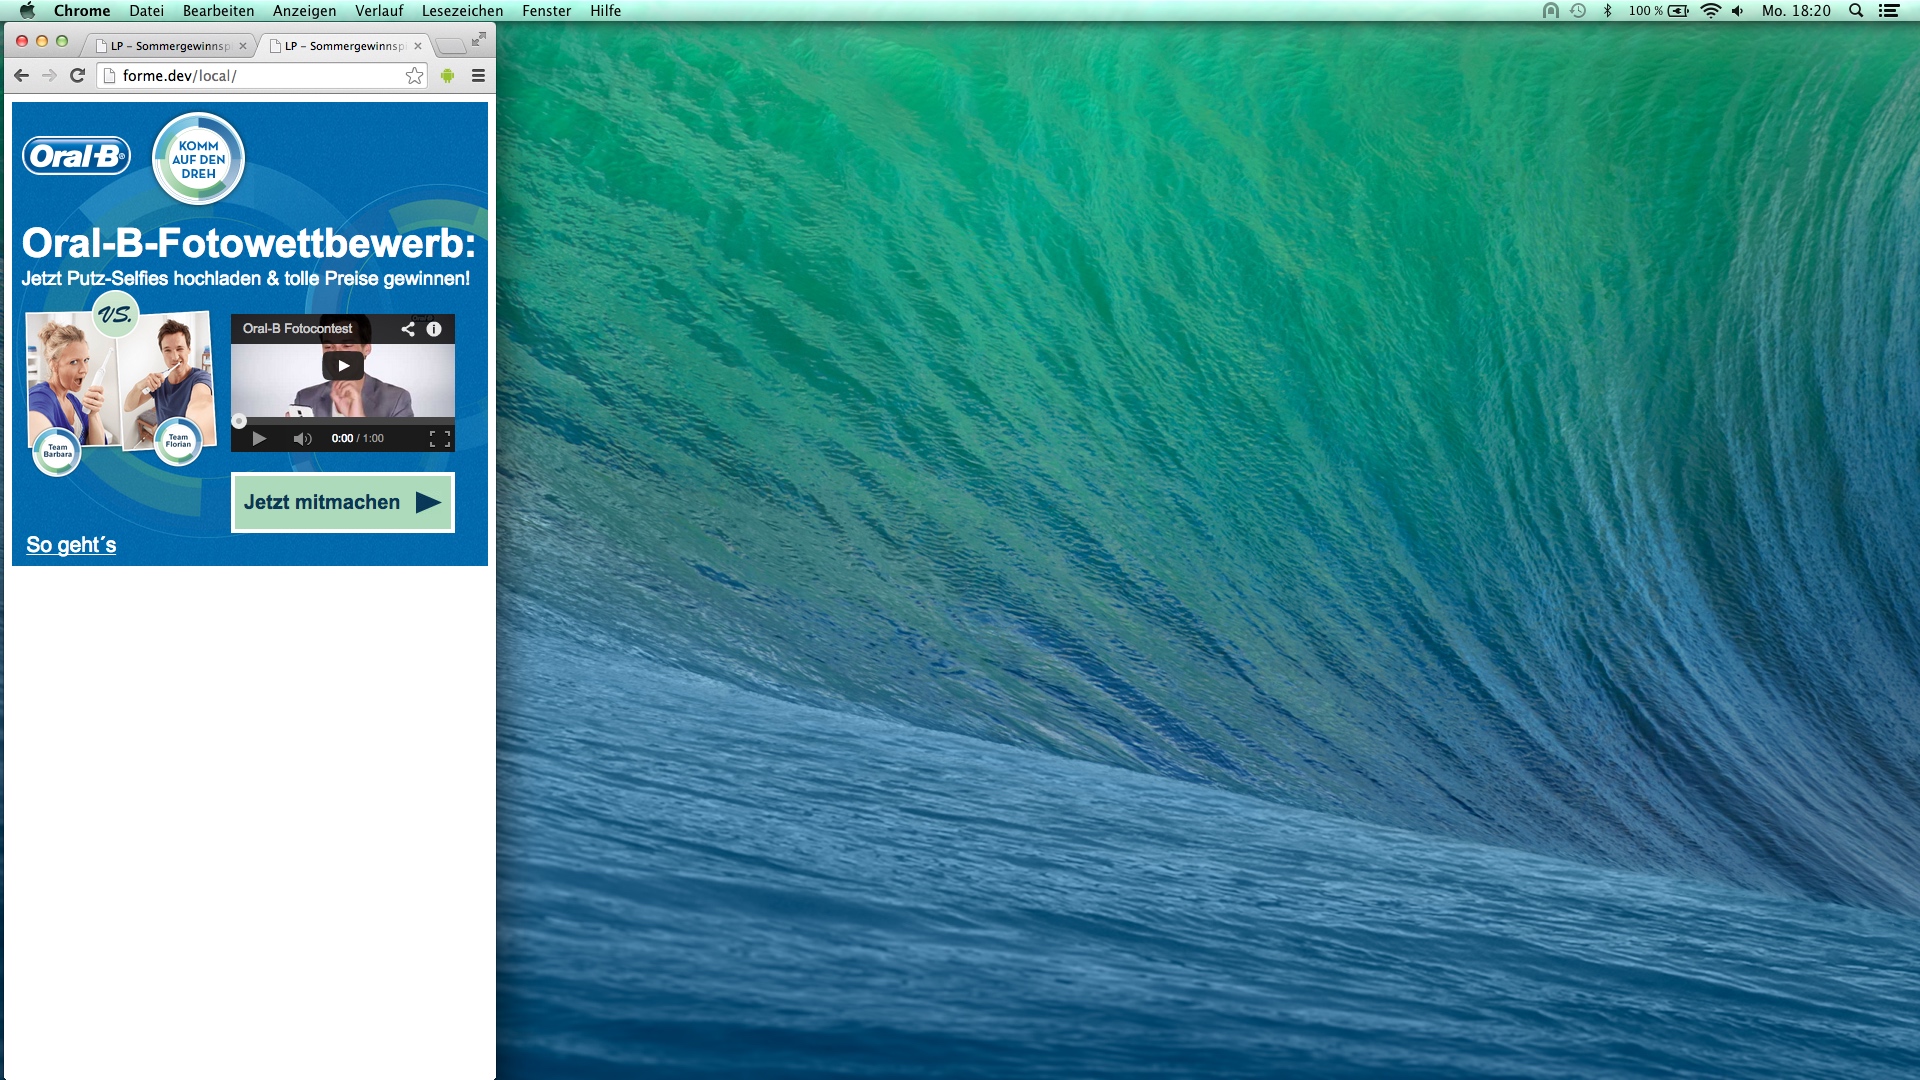 Chrome Datei Bearbeiten Anzeigen Verlauf Lesezeichen Fenster Hilfe
100 % Mo. 18:20
LP – Sommergewinnsp
LP – Sommergewinnsp
forme.dev/local/
Oral-B®
KOMM
AUF DEN
DREH
Oral-B-Fotowettbewerb:
Jetzt Putz-Selfies hochladen & tolle Preise gewinnen!
VS.
Team
Barbara
Team
Florian
Oral-B Fotocontest
0:00 / 1:00
Jetzt mitmachen
So geht´s